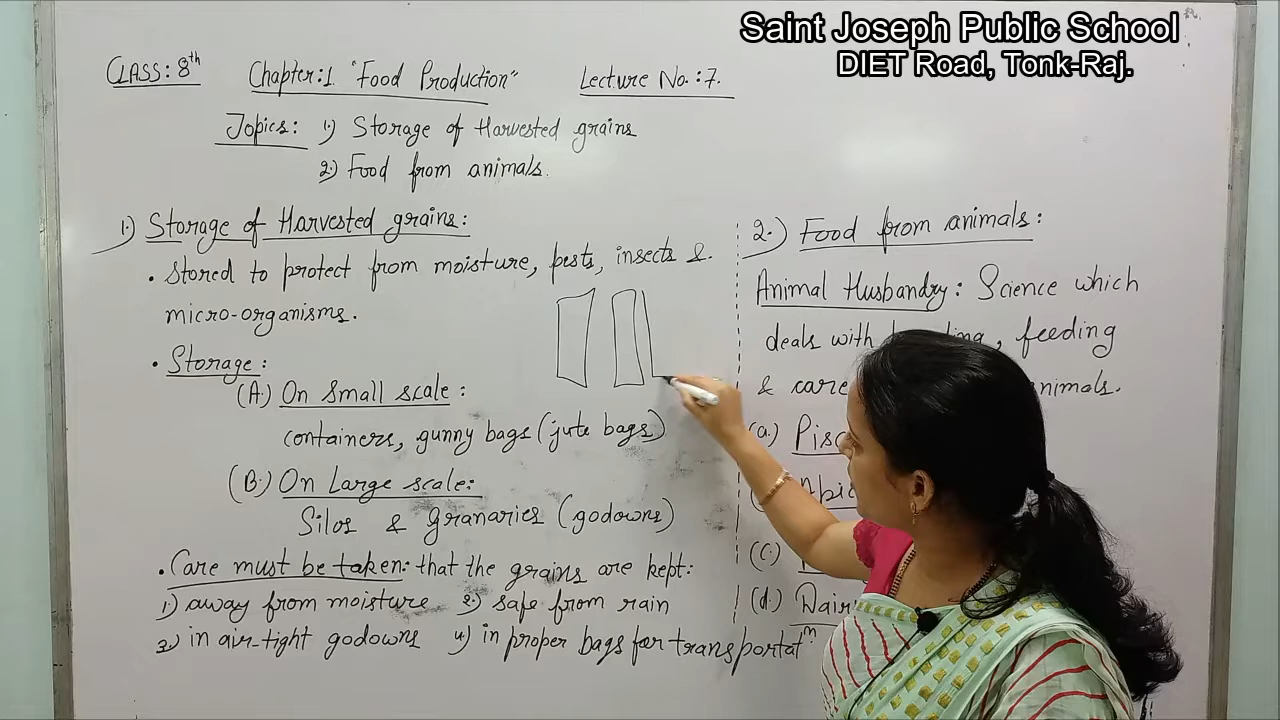 Saint Joseph Public School
DIET Road, Tonk-Raj.
CLASS: 8th Chapter:1 "Food Production" Lecture No.:7.
Topics: 1) Storage of Harvested grains
2) Food from animals.
1.) Storage of Harvested grains:
• Stored to protect from moisture, pests, insects &
micro-organisms.
• Storage:
(A.) On Small scale:
containers, gunny bags (jute bags)
(B.) On Large scale:
Silos & granaries (godowns)
• Care must be taken: that the grains are kept:
1) away from moisture 2) safe from rain
3) in air-tight godowns 4) in proper bags for transportatn
2.) Food from animals:
Animal Husbandry: Science which
deals with feeding
& care animals.
(a.) Pisc
Apic
(c.)
(d.) Dair